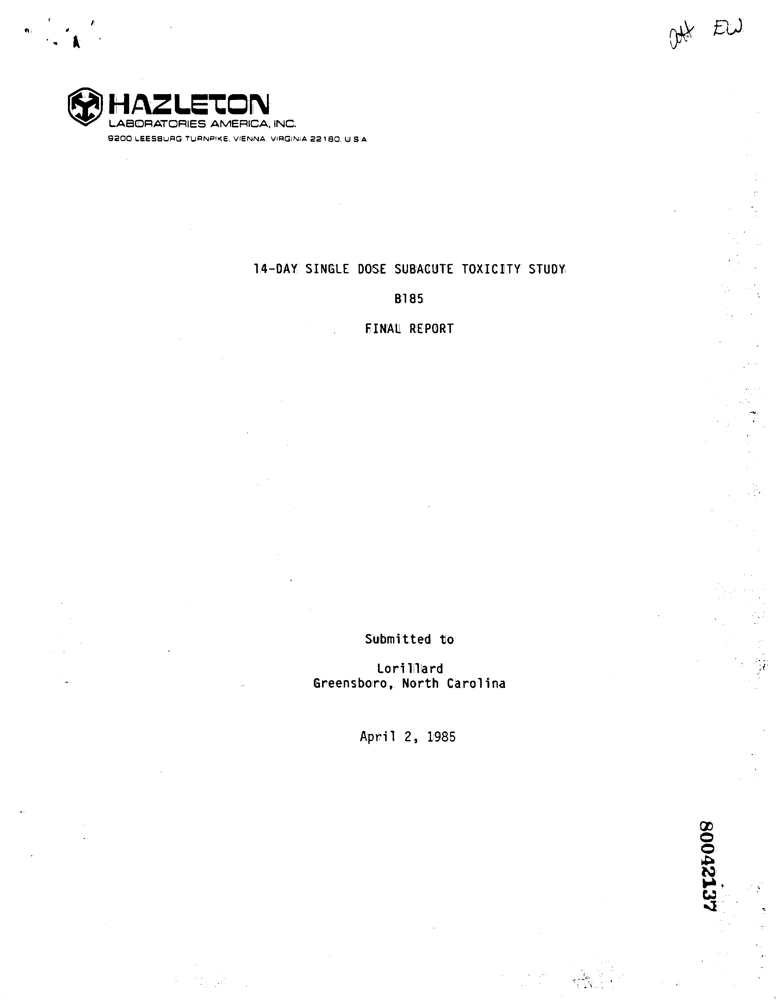 EW
HAZLETON
LABORATORIES AMERICA, INC.
9200 LEESBURG TURNPIKE, VIENNA, VIRGINIA 22180, U S A
14-DAY SINGLE DOSE SUBACUTE TOXICITY STUDY
B185
FINAL REPORT
Submitted to
Lorillard
Greensboro, North Carolina
April 2, 1985
80042137